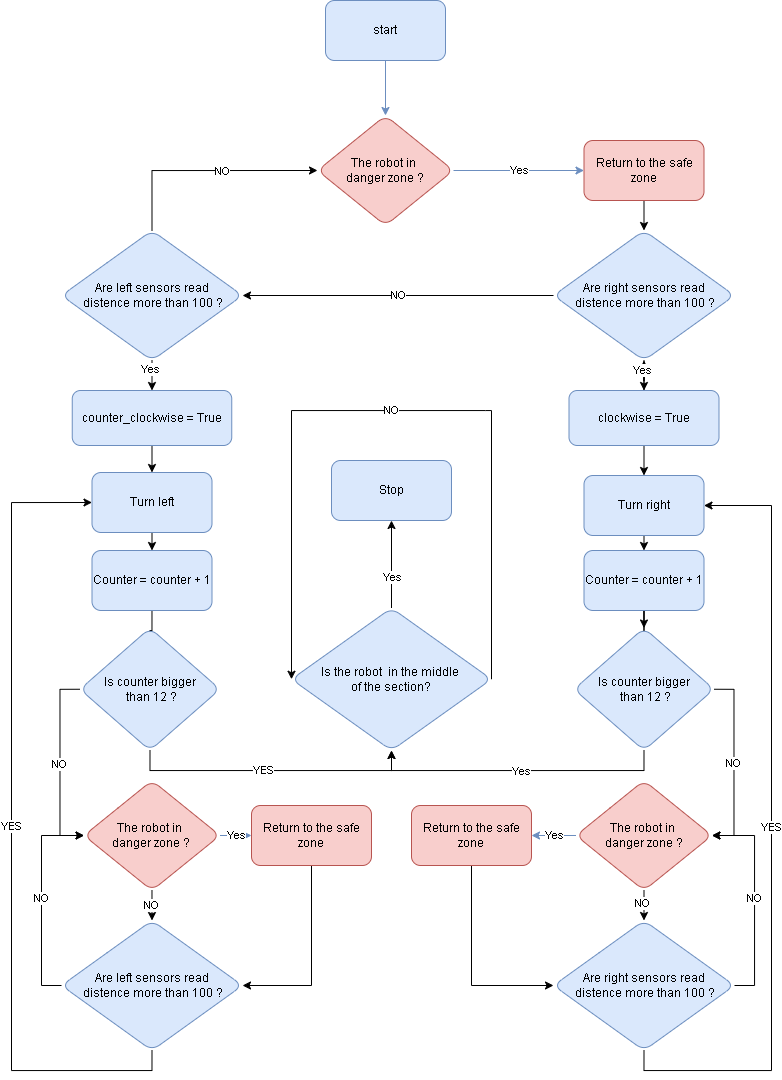 start
The robot in
danger zone ?
Yes
Return to the safe
zone
NO
Are left sensors read
distence more than 100 ?
NO
Are right sensors read
distence more than 100 ?
Yes
Yes
counter_clockwise = True
NO
clockwise = True
Turn left
Stop
Turn right
Counter = counter + 1
Yes
Counter = counter + 1
Is counter bigger
than 12 ?
Is the robot  in the middle
of the section?
Is counter bigger
than 12 ?
NO
YES
Yes
NO
YES
The robot in
danger zone ?
Yes
Return to the safe
zone
Return to the safe
zone
Yes
The robot in
danger zone ?
YES
NO
NO
NO
NO
Are left sensors read
distence more than 100 ?
Are right sensors read
distence more than 100 ?